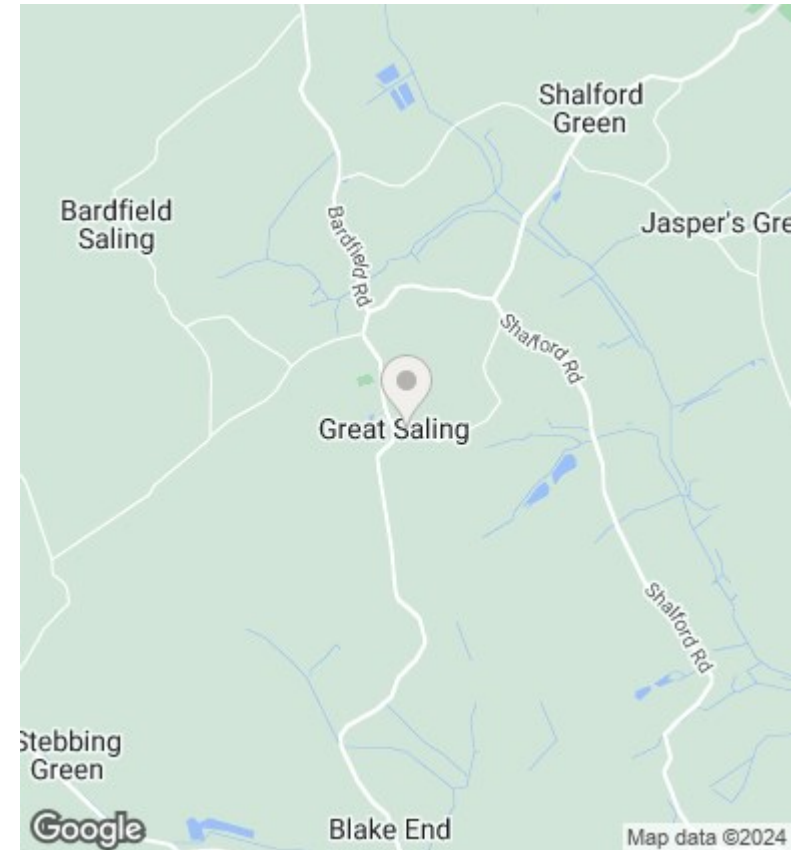 Shalford
Green
Bardfield
Saling
Jasper's Gre
Bardfield Rd
Shalford Rd
Great Saling
Shalford Rd
Stebbing
Green
Blake End
Google
Map data ©2024